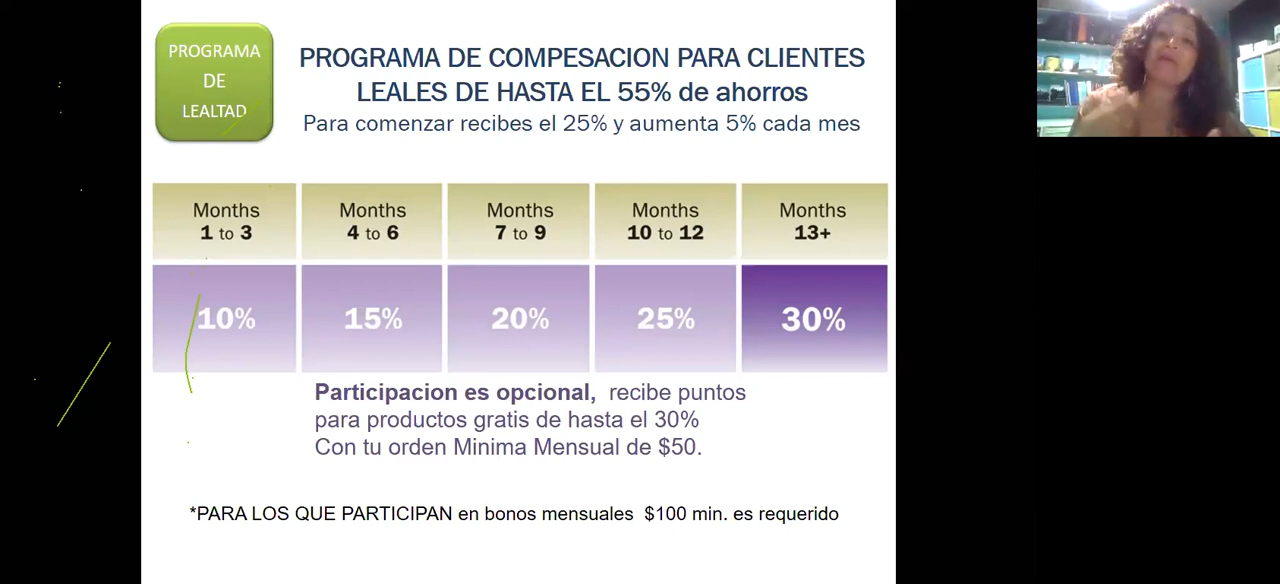 PROGRAMA
DE
LEALTAD
PROGRAMA DE COMPESACION PARA CLIENTES
LEALES DE HASTA EL 55% de ahorros
Para comenzar recibes el 25% y aumenta 5% cada mes
Months
1 to 3
Months
4 to 6
Months
7 to 9
Months
10 to 12
Months
13+
10%
15%
20%
25%
30%
Participacion es opcional, recibe puntos
para productos gratis de hasta el 30%
Con tu orden Minima Mensual de $50.
*PARA LOS QUE PARTICIPAN en bonos mensuales $100 min. es requerido